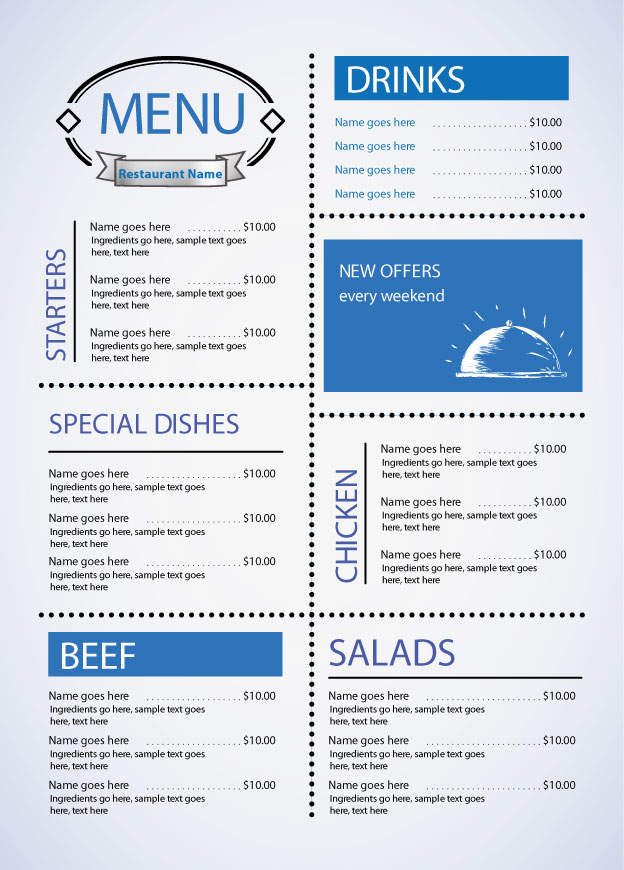 MENU
Restaurant Name
STARTERS
Name goes here . . . . . . . . . . . $10.00
Ingredients go here, sample text goes
here, text here
Name goes here . . . . . . . . . . . $10.00
Ingredients go here, sample text goes
here, text here
Name goes here . . . . . . . . . . . $10.00
Ingredients go here, sample text goes
here, text here
SPECIAL DISHES
Name goes here . . . . . . . . . . . . . . . . . . . $10.00
Ingredients go here, sample text goes
here, text here
Name goes here . . . . . . . . . . . . . . . . . . . $10.00
Ingredients go here, sample text goes
here, text here
Name goes here . . . . . . . . . . . . . . . . . . . $10.00
Ingredients go here, sample text goes
here, text here
BEEF
Name goes here . . . . . . . . . . . . . . . . . . . $10.00
Ingredients go here, sample text goes
here, text here
Name goes here . . . . . . . . . . . . . . . . . . . $10.00
Ingredients go here, sample text goes
here, text here
Name goes here . . . . . . . . . . . . . . . . . . . $10.00
Ingredients go here, sample text goes
here, text here
DRINKS
Name goes here . . . . . . . . . . . . . . . . . . . $10.00
Name goes here . . . . . . . . . . . . . . . . . . . $10.00
Name goes here . . . . . . . . . . . . . . . . . . . $10.00
Name goes here . . . . . . . . . . . . . . . . . . . $10.00
NEW OFFERS
every weekend
CHICKEN
Name goes here . . . . . . . . . . . $10.00
Ingredients go here, sample text goes
here, text here
Name goes here . . . . . . . . . . . $10.00
Ingredients go here, sample text goes
here, text here
Name goes here . . . . . . . . . . . $10.00
Ingredients go here, sample text goes
here, text here
SALADS
Name goes here . . . . . . . . . . . . . . . . . . . . . . . $10.00
Ingredients go here, sample text goes
here, text here
Name goes here . . . . . . . . . . . . . . . . . . . . . . . $10.00
Ingredients go here, sample text goes
here, text here
Name goes here . . . . . . . . . . . . . . . . . . . . . . . $10.00
Ingredients go here, sample text goes
here, text here